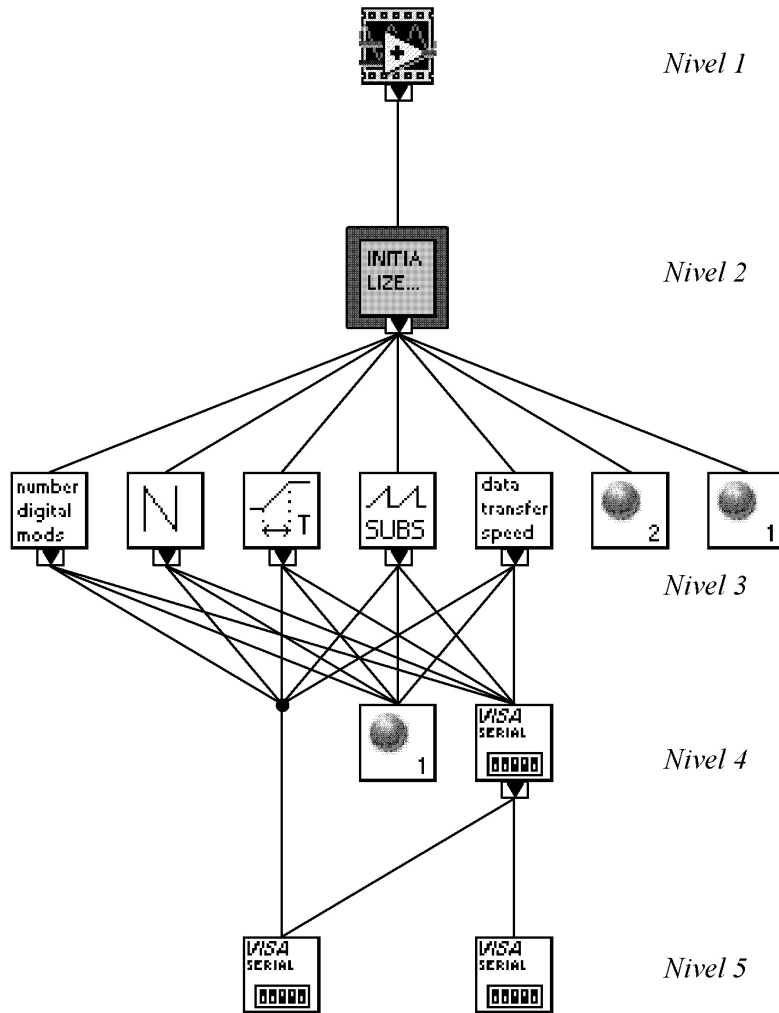 Nivel 1
INITIA
LIZE...
Nivel 2
number
digital
mods
N
T
SUBS
data
transfer
speed
2
1
Nivel 3
1
VISA
SERIAL
Nivel 4
VISA
SERIAL
VISA
SERIAL
Nivel 5